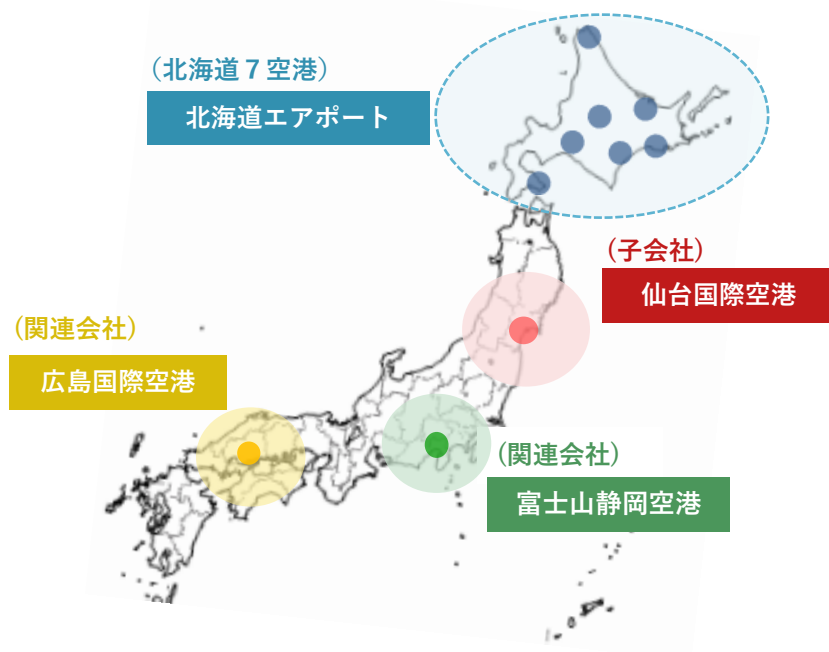 （北海道７空港）
北海道エアポート
（子会社）
仙台国際空港
（関連会社）
広島国際空港
（関連会社）
富士山静岡空港